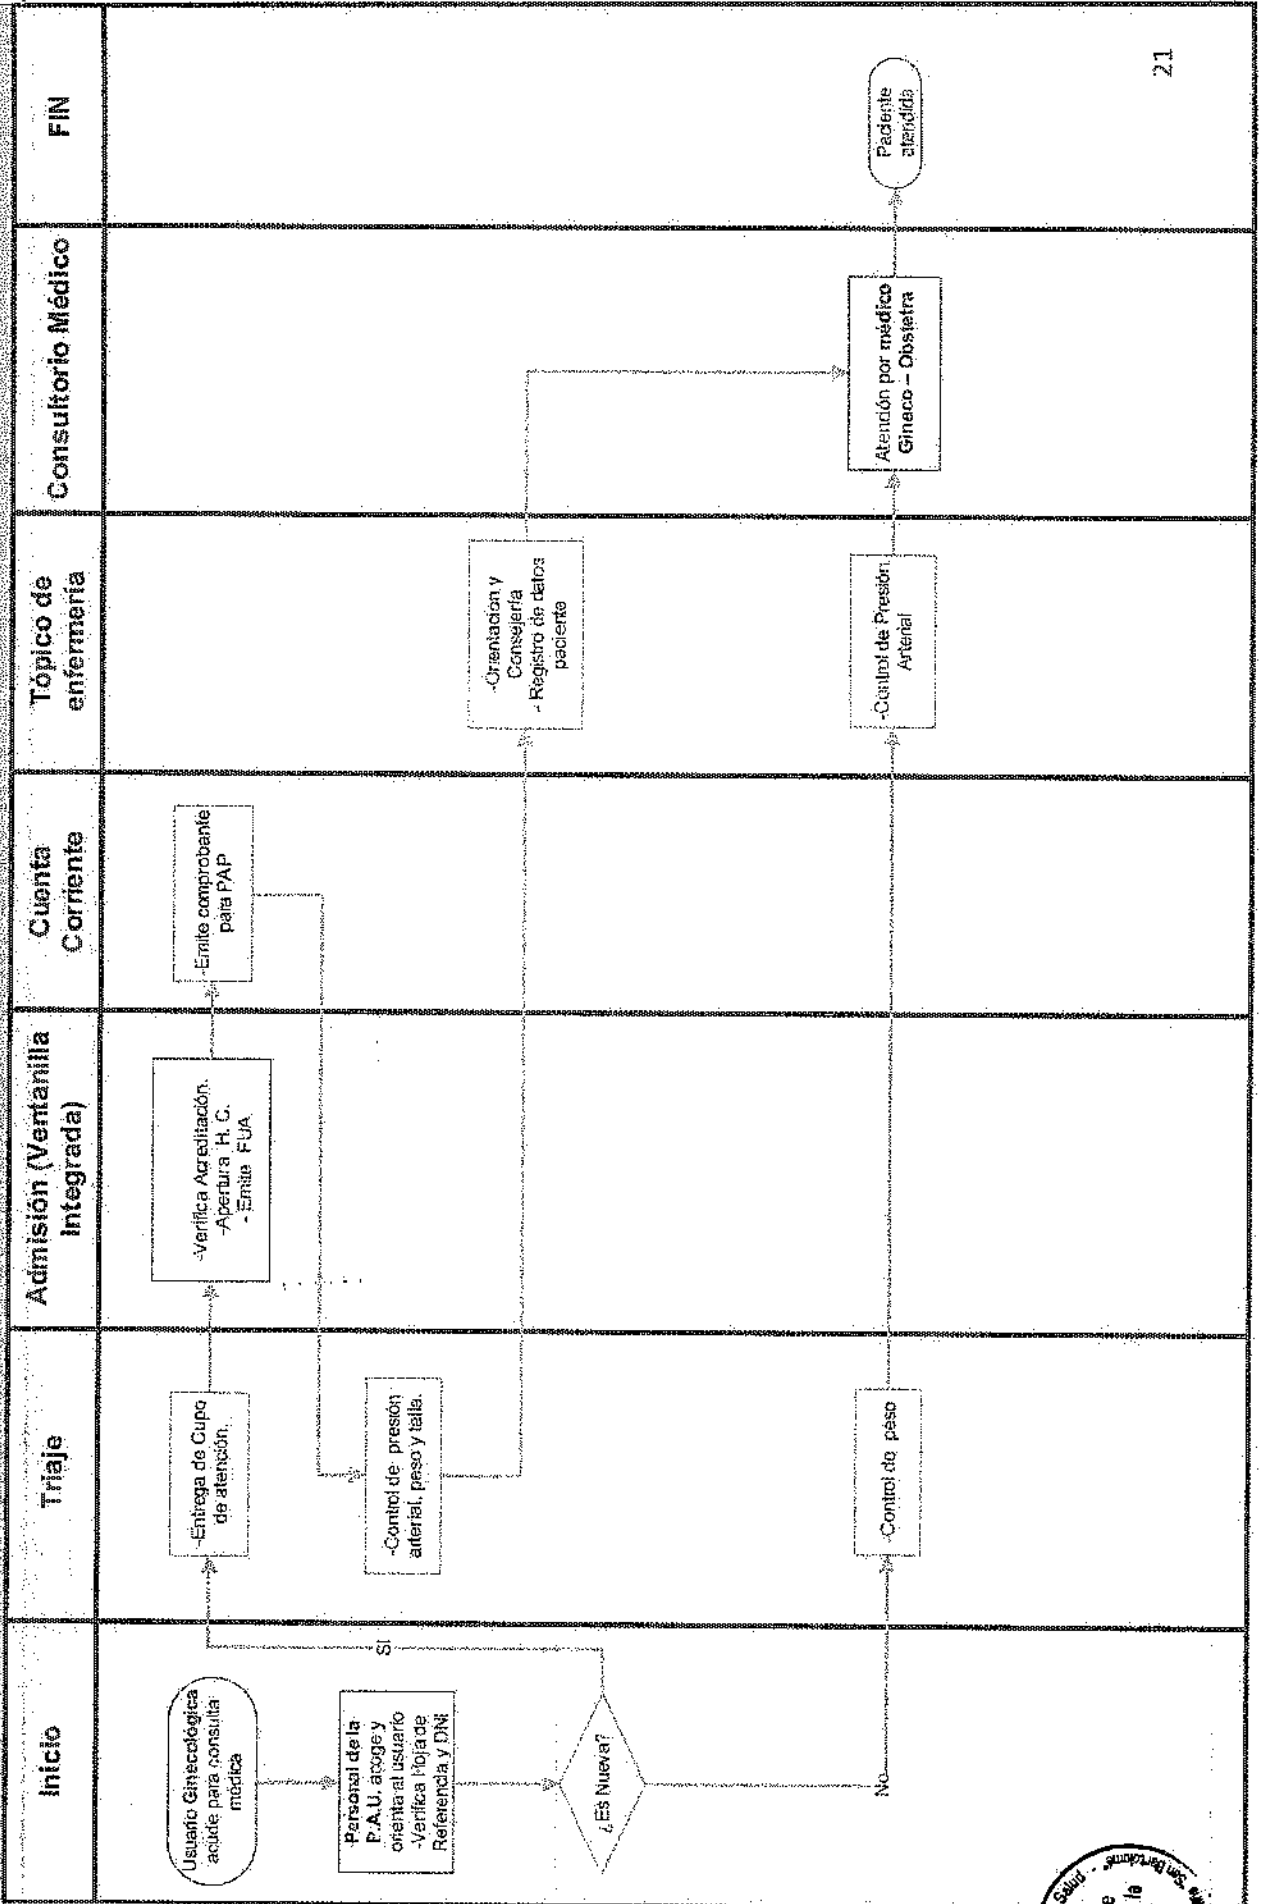 Inicio
Triaje
Admisión (Ventanilla
Integrada)
Cuenta
Corriente
Tópico de
enfermería
Consultorio Médico
FIN
Usuario Ginecológica
acude para consulta
médica
Personal de la
P.A.U. acoge y
orienta al usuario
-Verifica Hoja de
Referencia y DNI
¿Es Nueva?
SI
No
-Entrega de Cupo
de atención.
-Verifica Acreditación.
-Apertura H. C.
- Emite FUA
-Emite comprobante
para PAP
-Control de presión
arterial, peso y talla.
-Orientación y
Consejería
- Registro de datos
paciente
-Control de peso
-Control de Presión
Arterial
Atención por médico
Gineco – Obstetra
Paciente
atendida
21
"San Bartolomé"